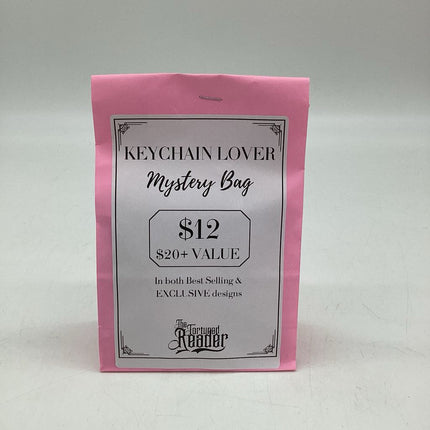 KEYCHAIN LOVER
Mystery Bag
$12
$20+ VALUE
In both Best Selling &
EXCLUSIVE designs
The Tortured
Reader